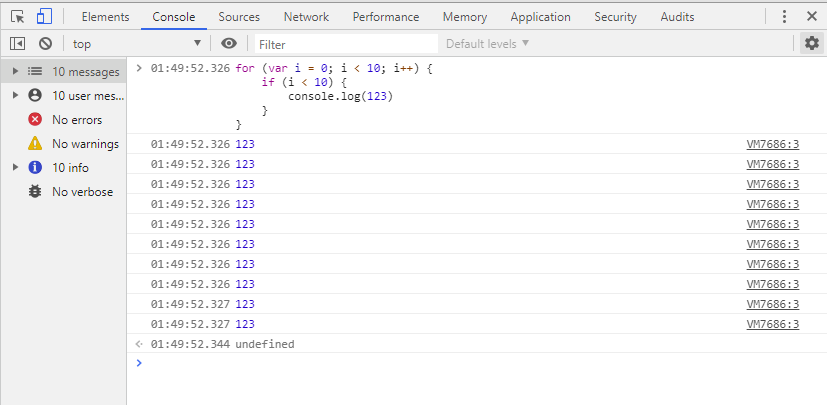 Elements Console Sources Network Performance Memory Application Security Audits
top Filter Default levels
10 messages
10 user mes...
No errors
No warnings
10 info
No verbose
01:49:52.326 for (var i = 0; i < 10; i++) {
if (i < 10) {
console.log(123)
}
}
01:49:52.326 123 VM7686:3
01:49:52.326 123 VM7686:3
01:49:52.326 123 VM7686:3
01:49:52.326 123 VM7686:3
01:49:52.326 123 VM7686:3
01:49:52.326 123 VM7686:3
01:49:52.326 123 VM7686:3
01:49:52.326 123 VM7686:3
01:49:52.327 123 VM7686:3
01:49:52.327 123 VM7686:3
01:49:52.344 undefined